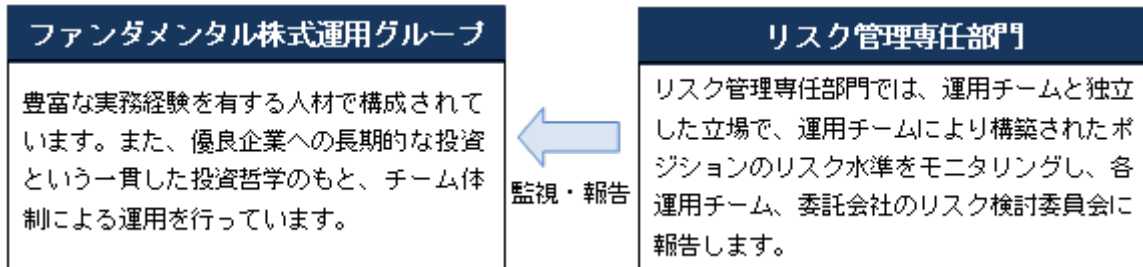 ファンダメンタル株式運用グループ
豊富な実務経験を有する人材で構成されて
います。また、優良企業への長期的な投資
という一貫した投資哲学のもと、チーム体
制による運用を行っています。
監視・報告
リスク管理専任部門
リスク管理専任部門では、運用チームと独立
した立場で、運用チームにより構築されたポ
ジションのリスク水準をモニタリングし、各
運用チーム、委託会社のリスク検討委員会に
報告します。